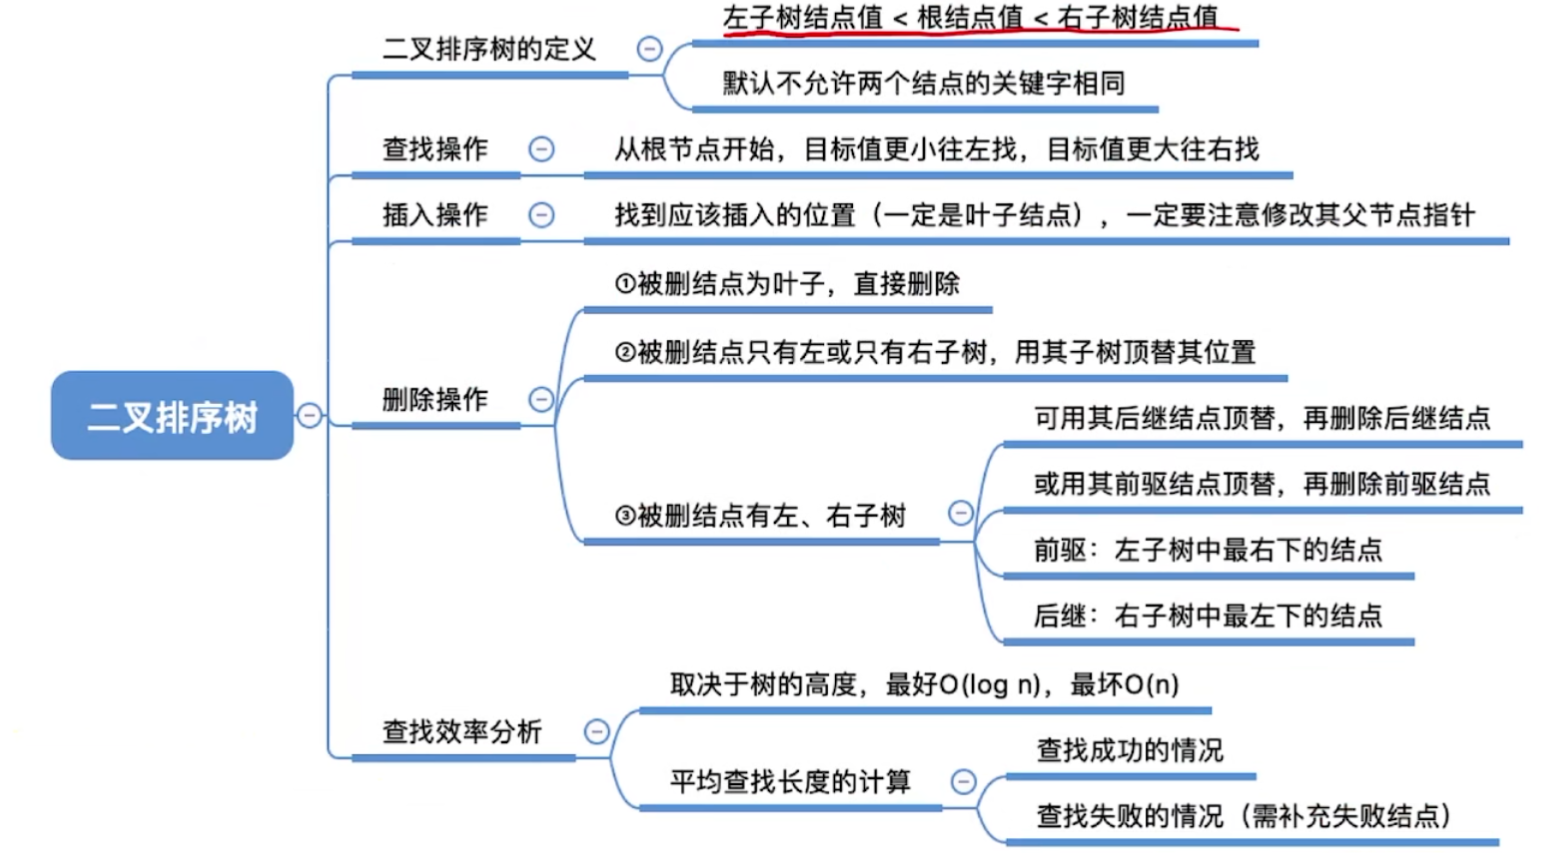 二叉排序树
二叉排序树的定义
左子树结点值 < 根结点值 < 右子树结点值
默认不允许两个结点的关键字相同
查找操作
从根节点开始，目标值更小往左找，目标值更大往右找
插入操作
找到应该插入的位置（一定是叶子结点），一定要注意修改其父节点指针
删除操作
①被删结点为叶子，直接删除
②被删结点只有左或只有右子树，用其子树顶替其位置
③被删结点有左、右子树
可用其后继结点顶替，再删除后继结点
或用其前驱结点顶替，再删除前驱结点
前驱：左子树中最右下的结点
后继：右子树中最左下的结点
查找效率分析
取决于树的高度，最好O(log n)，最坏O(n)
平均查找长度的计算
查找成功的情况
查找失败的情况（需补充失败结点）